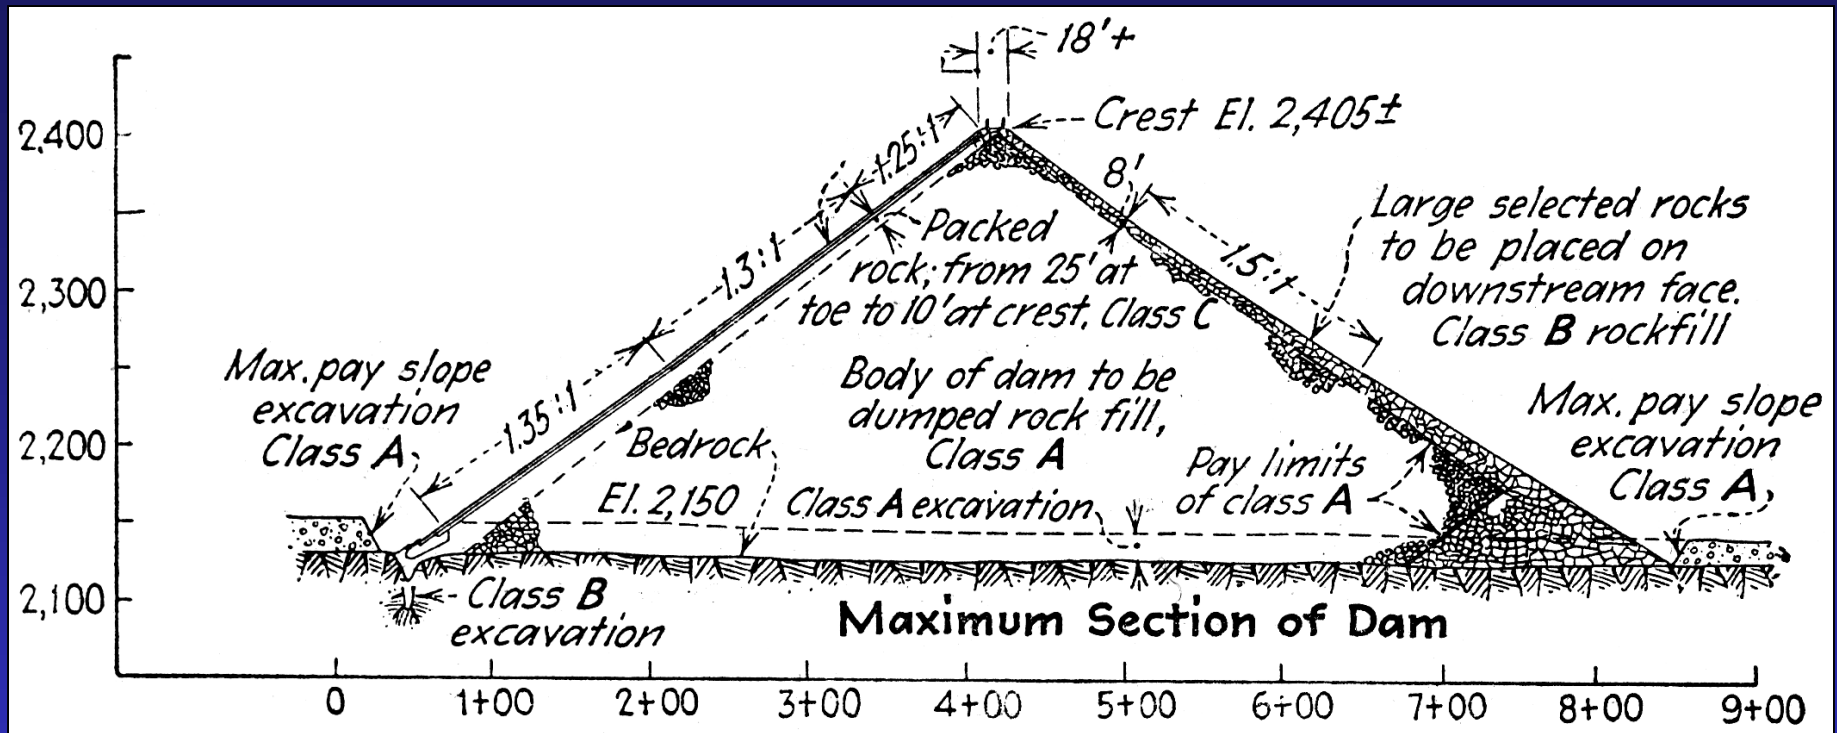 18'+
Crest El. 2,405±
2,400
1.25:1
8'
Large selected rocks
to be placed on
downstream face.
Class B rockfill
Packed
rock; from 25' at
toe to 10' at crest, Class C
1.3:1
1.5:1
2,300
Max. pay slope
excavation
Class A
1.35:1
Body of dam to be
dumped rock fill,
Class A
Max. pay slope
excavation
Class A
2,200
Bedrock
Pay limits
of class A
El. 2,150
Class A excavation
2,100
Class B
excavation
Maximum Section of Dam
0 1+00 2+00 3+00 4+00 5+00 6+00 7+00 8+00 9+00